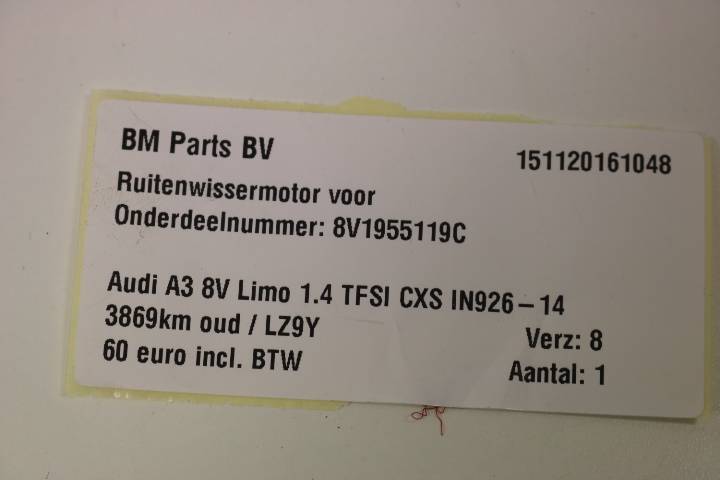 BM Parts BV
151120161048
Ruitenwissermotor voor
Onderdeelnummer: 8V1955119C
Audi A3 8V Limo 1.4 TFSI CXS IN926-14
3869km oud / LZ9Y
Verz: 8
60 euro incl. BTW
Aantal: 1